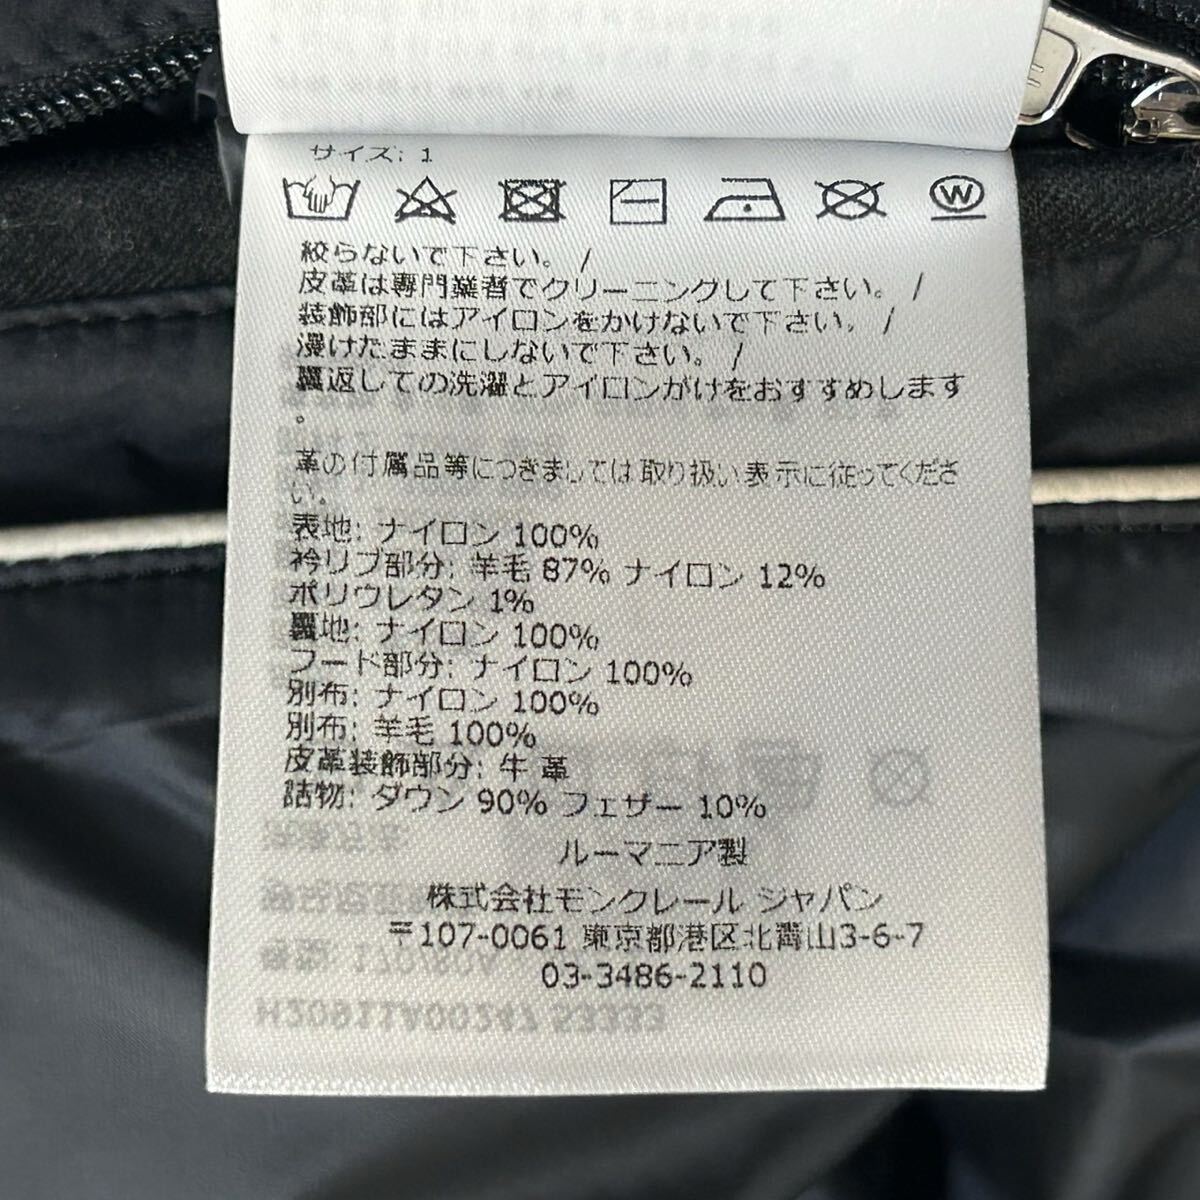 サイズ: 1
W
絞らないで下さい。 /
皮革は専門業者でクリーニングして下さい。 /
装飾部にはアイロンをかけないで下さい。 /
浸けたままにしないで下さい。 /
裏返しての洗濯とアイロンがけをおすすめします
。
革の付属品等につきましては取り扱い表示に従ってくださ
い。
表地: ナイロン 100%
衿リブ部分: 羊毛 87% ナイロン 12%
ポリウレタン 1%
裏地: ナイロン 100%
フード部分: ナイロン 100%
別布: ナイロン 100%
別布: 羊毛 100%
皮革装飾部分: 牛 革
詰物: ダウン 90% フェザー 10%
ルーマニア製
株式会社モンクレール ジャパン
〒107-0061 東京都港区北青山3-6-7
03-3486-2110
H20911A00247 53333